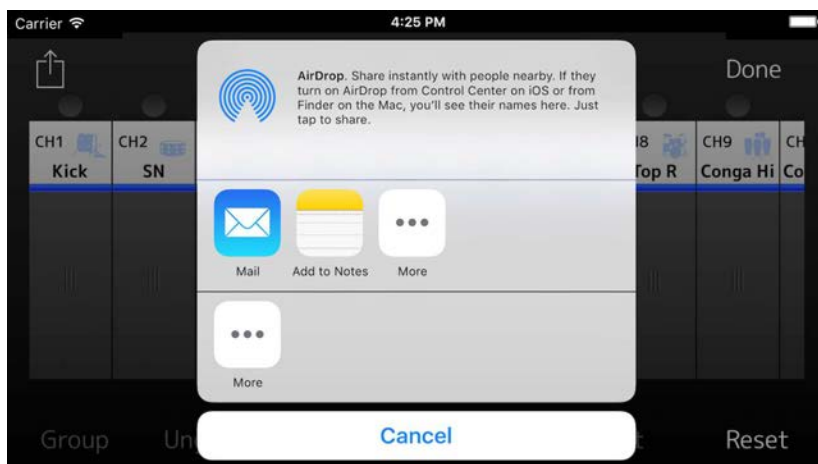 Carrier
4:25 PM
Done
AirDrop. Share instantly with people nearby. If they
turn on AirDrop from Control Center on iOS or from
Finder on the Mac, you'll see their names here. Just
tap to share.
CH1
CH2
CH9
Kick
SN
Top R
Conga Hi
Mail
Add to Notes
More
More
Cancel
Group
Reset